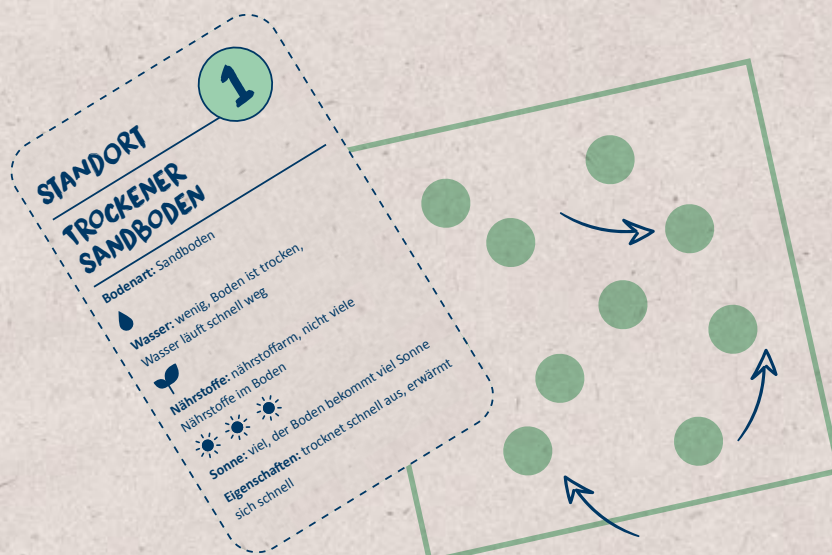 1
STANDORT
TROCKENER
SANDBODEN
Bodenart: Sandboden
Wasser: wenig, Boden ist trocken,
Wasser läuft schnell weg
Nährstoffe: nährstoffarm, nicht viele
Nährstoffe im Boden
Sonne: viel, der Boden bekommt viel Sonne
Eigenschaften: trocknet schnell aus, erwärmt
sich schnell